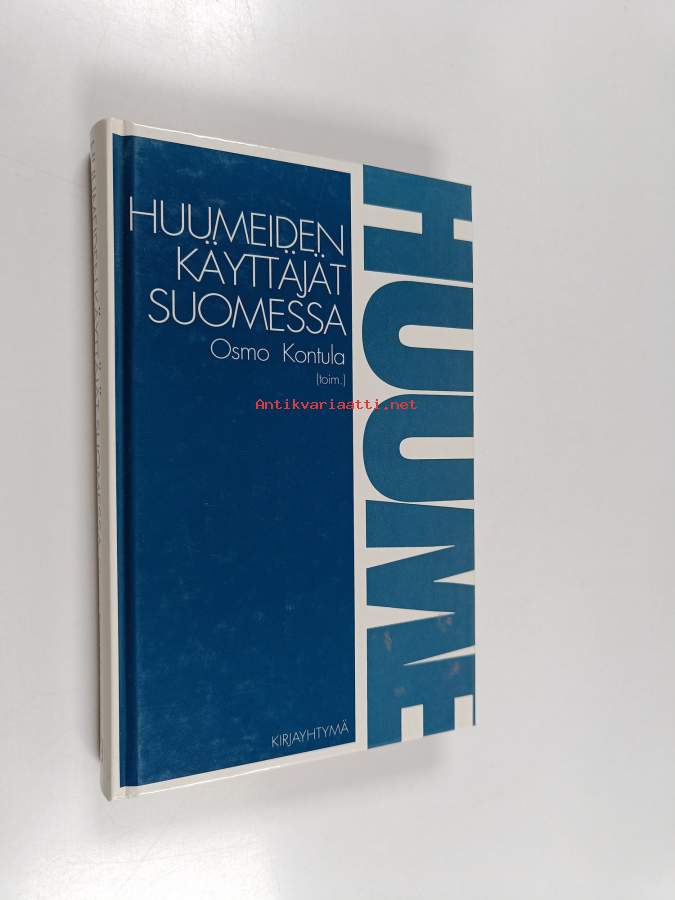 HUUMEIDEN
KÄYTTÄJÄT
SUOMESSA
Osmo Kontula
(toim.)
Antikvariaatti.net
KIRJAYHTYMÄ
HUUME